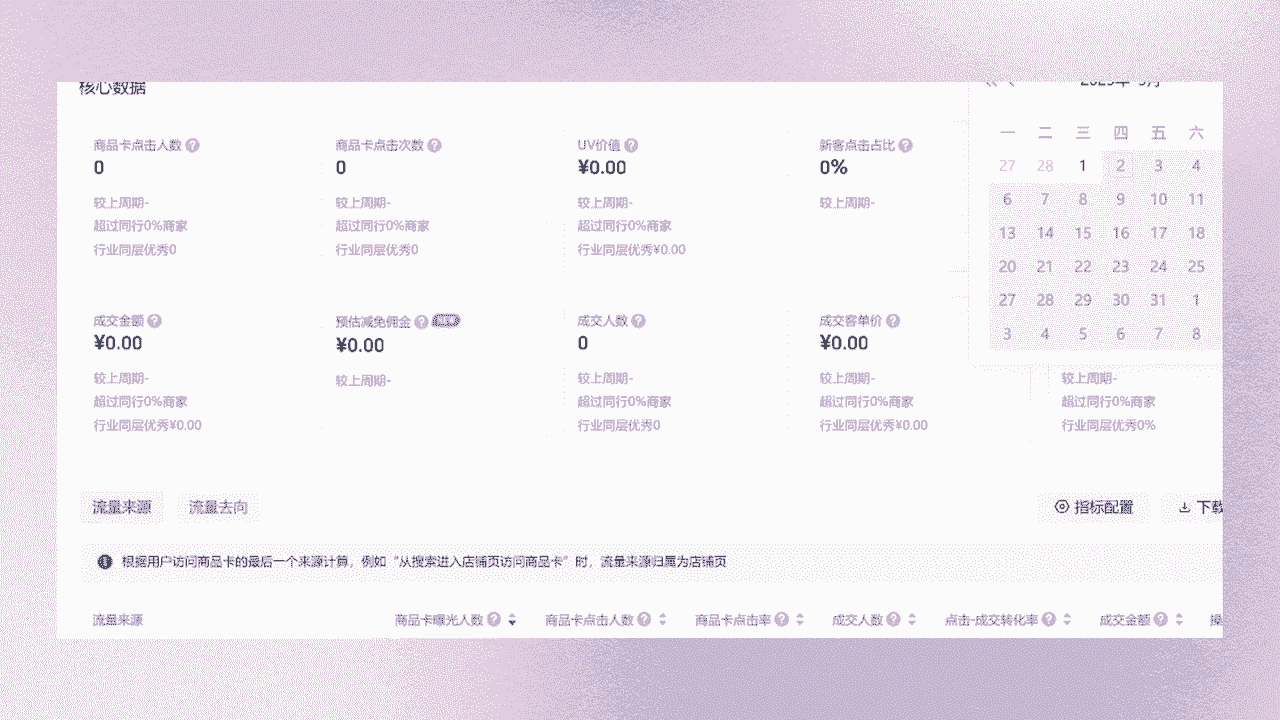 核心数据
2023年 3月
一 二 三 四 五 六
27 28 1 2 3 4
6 7 8 9 10 11
13 14 15 16 17 18
20 21 22 23 24 25
27 28 29 30 31
3 4 5 6 7 8
商品卡点击人数 商品卡点击次数 UV价值 新客点击占比
0 0 ¥0.00 0%
较上周期- 较上周期- 较上周期- 较上周期-
超过同行0%商家 超过同行0%商家 超过同行0%商家
行业同层优秀0 行业同层优秀0 行业同层优秀¥0.00
成交金额 预估减免佣金 成交人数 成交客单价
¥0.00 ¥0.00 0 ¥0.00
较上周期- 较上周期- 较上周期- 较上周期- 较上周期-
超过同行0%商家 超过同行0%商家 超过同行0%商家 超过同行0%商家
行业同层优秀¥0.00 行业同层优秀0 行业同层优秀¥0.00 行业同层优秀0%
流量来源 流量去向 指标配置 下载
根据用户访问商品卡的最后一个来源计算，例如“从搜索进入店铺页访问商品卡”时，流量来源归属为店铺页
流量来源 商品卡曝光人数 商品卡点击人数 商品卡点击率 成交人数 点击-成交转化率 成交金额